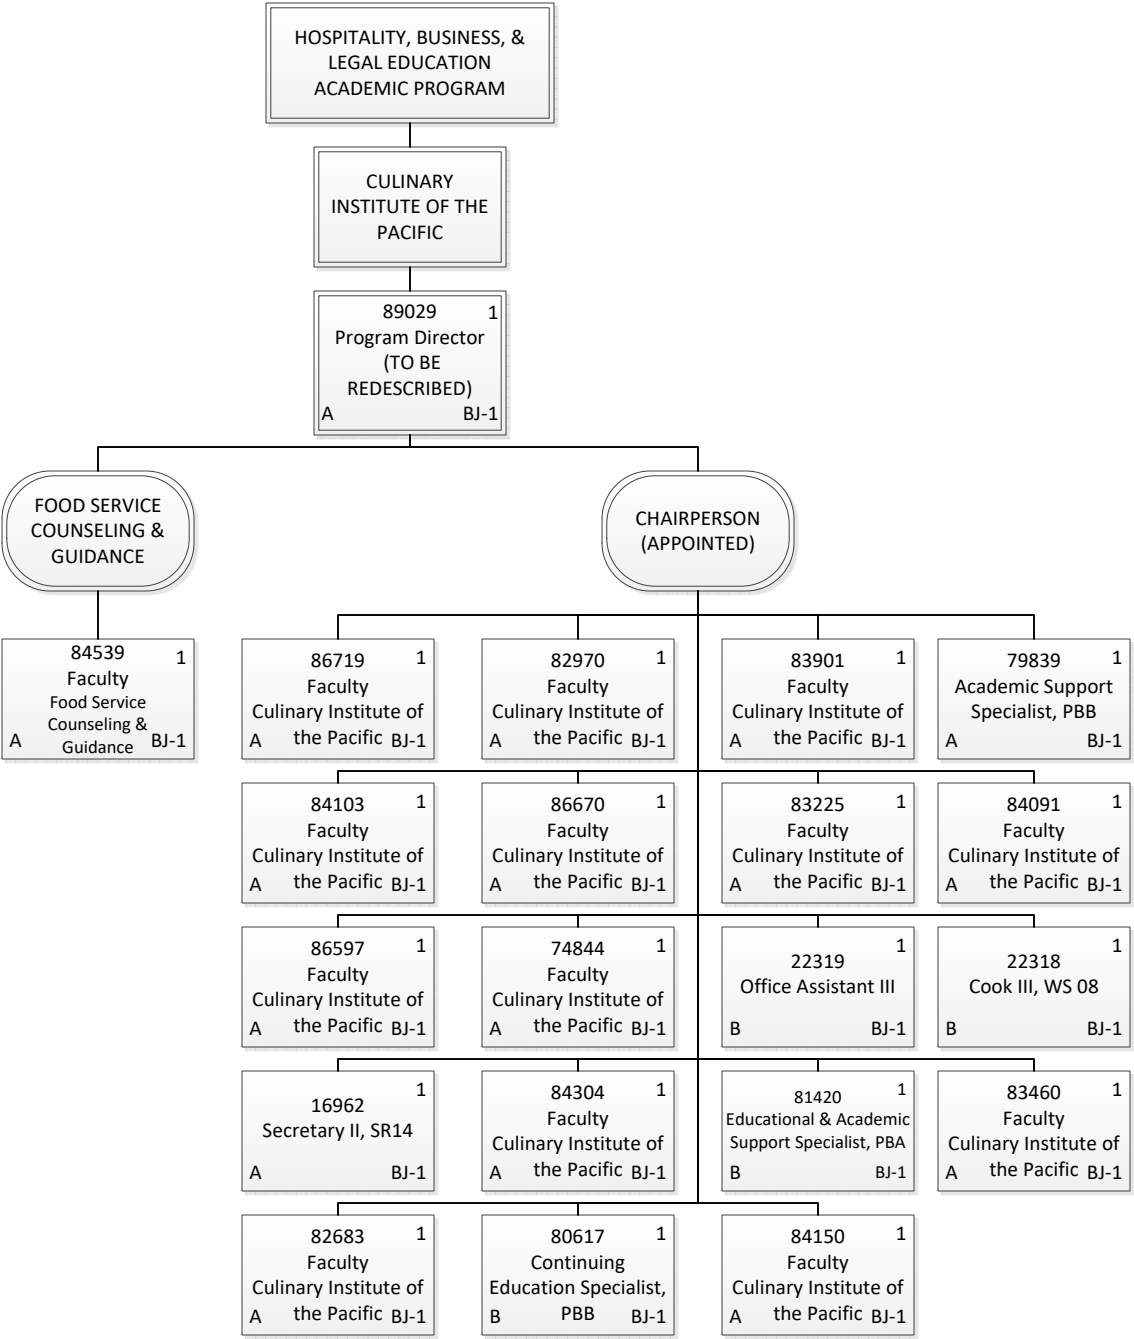 HOSPITALITY, BUSINESS, &
LEGAL EDUCATION
ACADEMIC PROGRAM
CULINARY
INSTITUTE OF THE
PACIFIC
89029 1
Program Director
(TO BE
REDESCRIBED)
A BJ-1
FOOD SERVICE
COUNSELING &
GUIDANCE
CHAIRPERSON
(APPOINTED)
84539 1
Faculty
Food Service
Counseling &
A Guidance BJ-1
86719 1
Faculty
Culinary Institute of
A the Pacific BJ-1
82970 1
Faculty
Culinary Institute of
A the Pacific BJ-1
83901 1
Faculty
Culinary Institute of
A the Pacific BJ-1
79839 1
Academic Support
Specialist, PBB
A BJ-1
84103 1
Faculty
Culinary Institute of
A the Pacific BJ-1
86670 1
Faculty
Culinary Institute of
A the Pacific BJ-1
83225 1
Faculty
Culinary Institute of
A the Pacific BJ-1
84091 1
Faculty
Culinary Institute of
A the Pacific BJ-1
86597 1
Faculty
Culinary Institute of
A the Pacific BJ-1
74844 1
Faculty
Culinary Institute of
A the Pacific BJ-1
22319 1
Office Assistant III
B BJ-1
22318 1
Cook III, WS 08
B BJ-1
16962 1
Secretary II, SR14
A BJ-1
84304 1
Faculty
Culinary Institute of
A the Pacific BJ-1
81420 1
Educational & Academic
Support Specialist, PBA
B BJ-1
83460 1
Faculty
Culinary Institute of
A the Pacific BJ-1
82683 1
Faculty
Culinary Institute of
A the Pacific BJ-1
80617 1
Continuing
Education Specialist,
B PBB BJ-1
84150 1
Faculty
Culinary Institute of
A the Pacific BJ-1